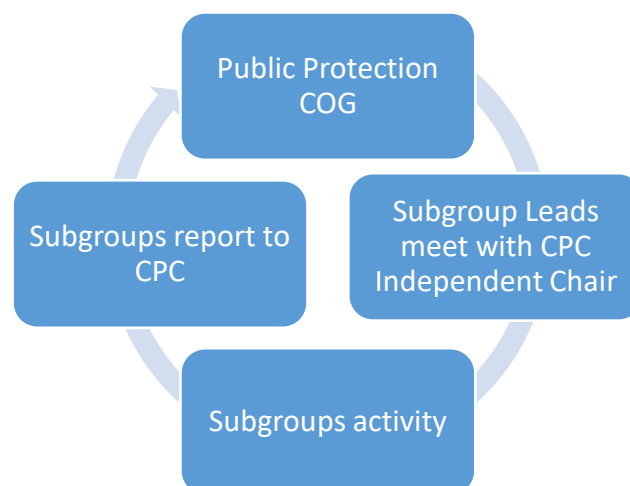 Public Protection
COG
Subgroup Leads
meet with CPC
Independent Chair
Subgroups activity
Subgroups report to
CPC